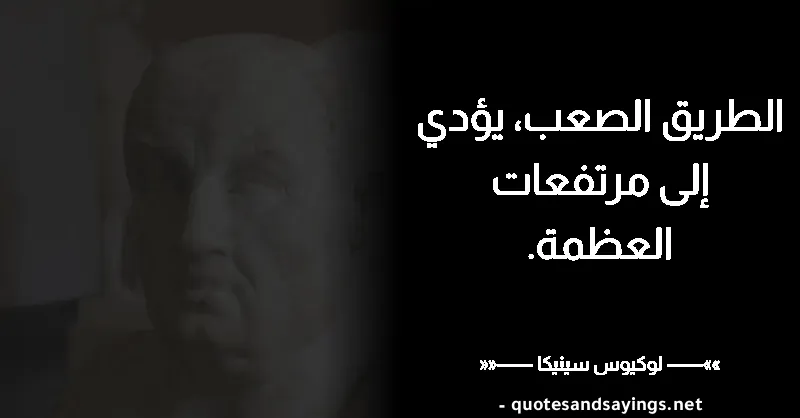 الطريق الصعب، يؤدي
إلى مرتفعات
العظمة.
»»—— لوكيوس سينيكا ——««
- quotesandsayings.net